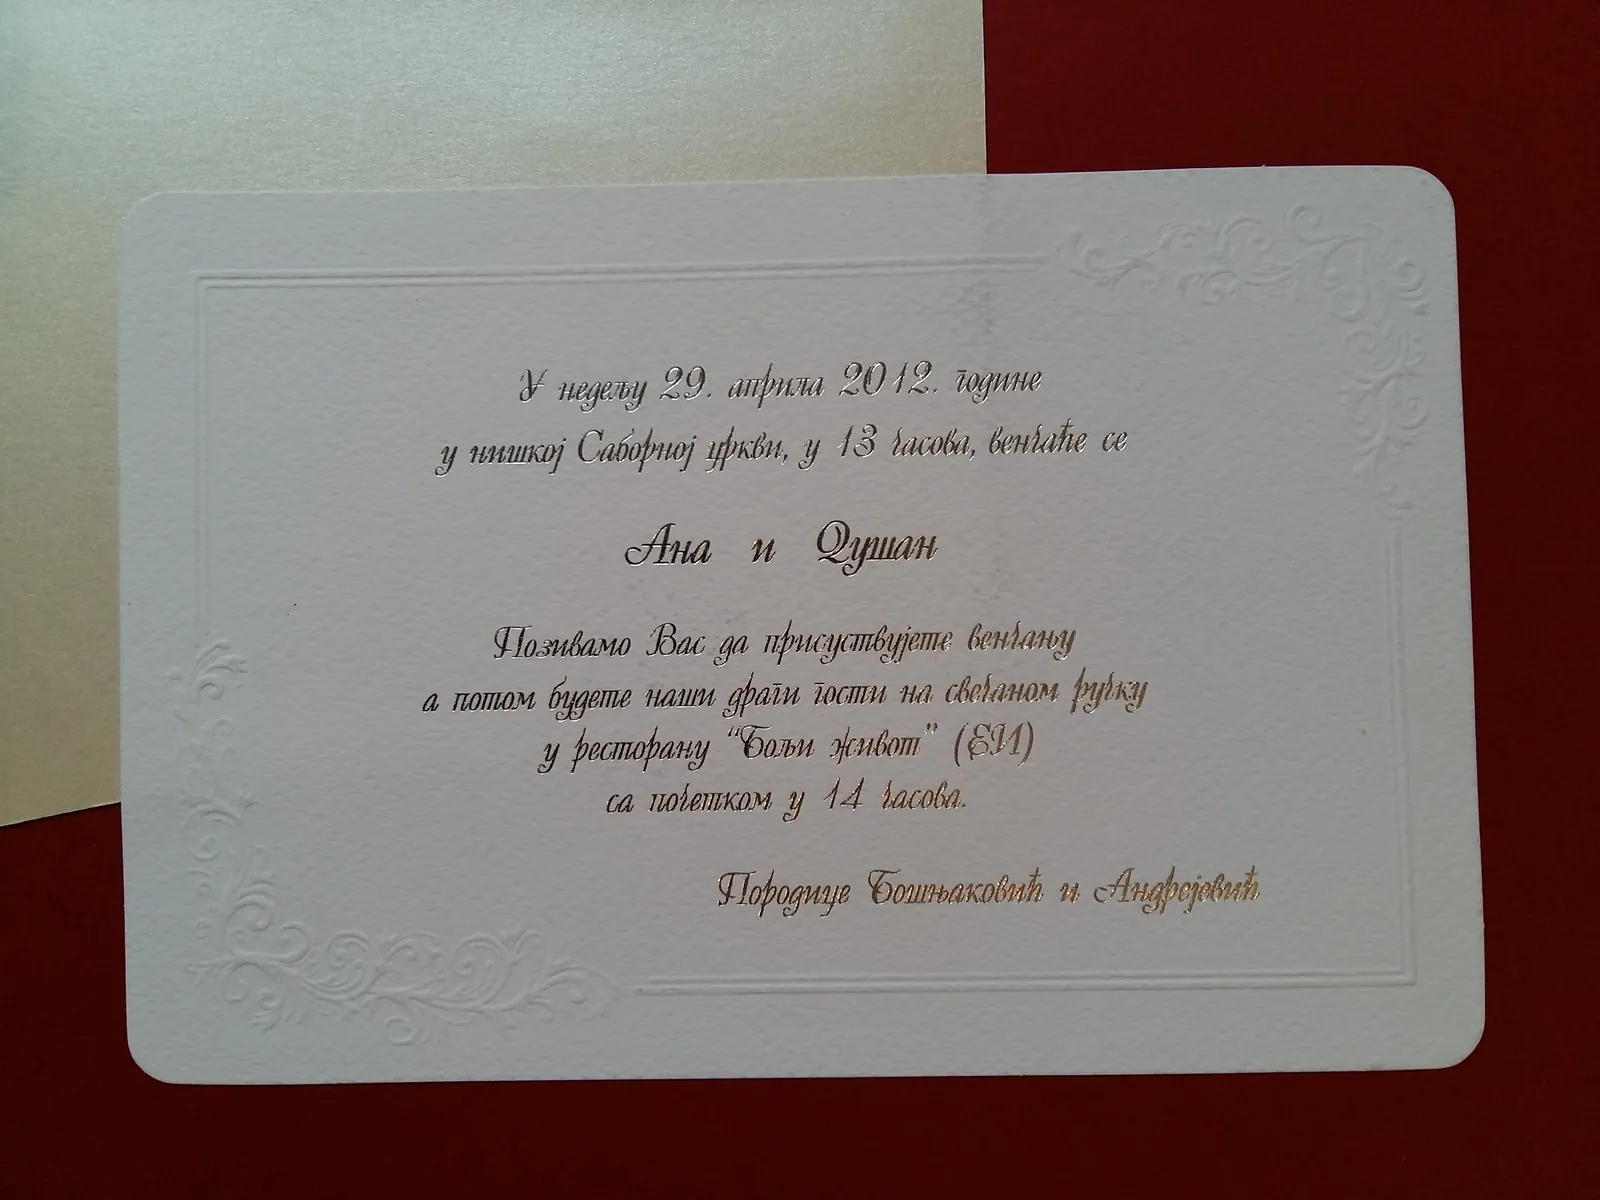 У недељу 29. априла 2012. године
у нишкој Саборној цркви, у 13 часова, венчаће се
Ана и Душан
Позивамо Вас да присуствујете венчању
а потом будете наши драги гости на свечаном ручку
у ресторану "Бољи живот" (ЕИ)
са почетком у 14 часова.
Породице Бошњаковић и Андрејевић